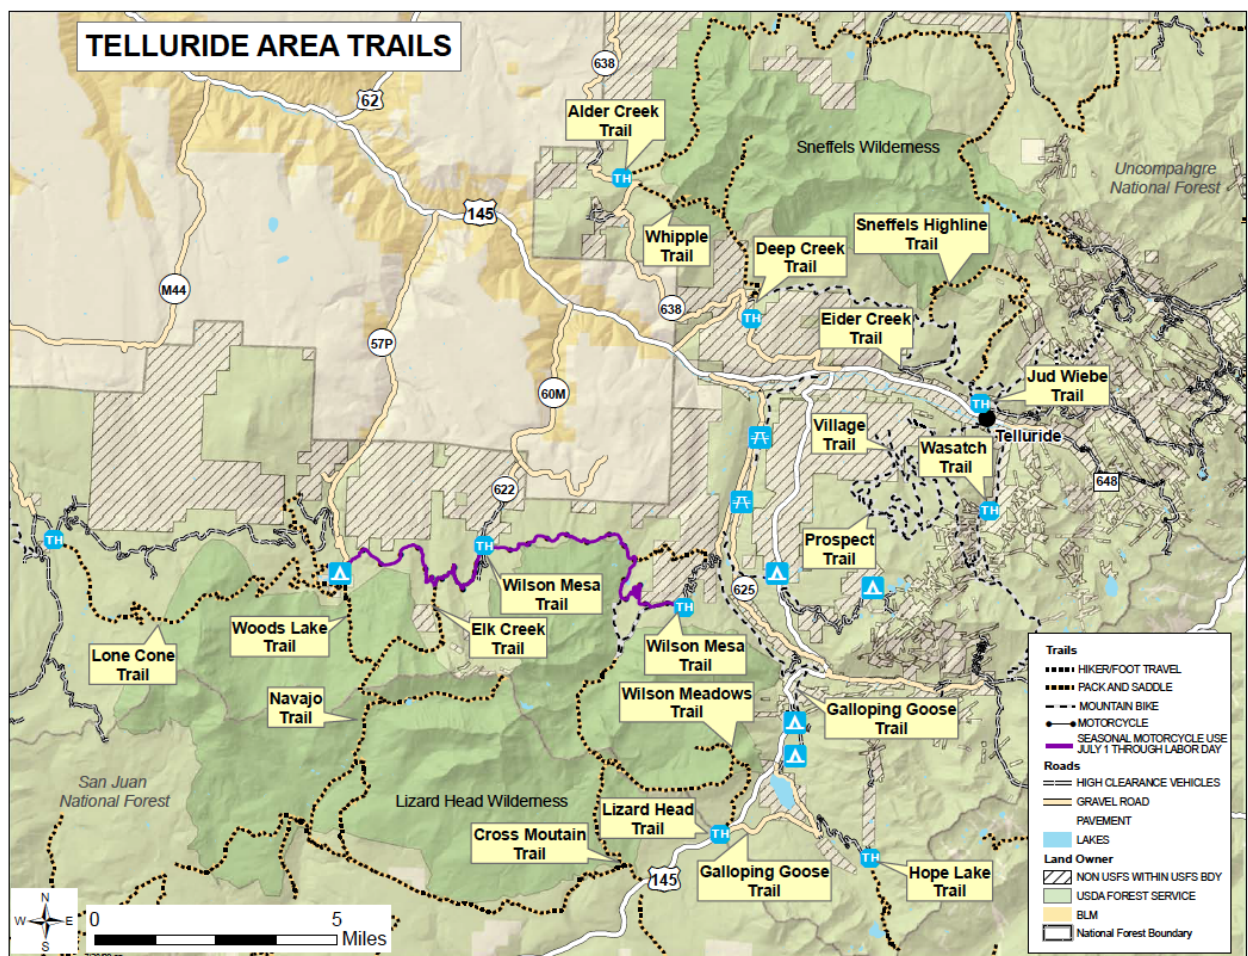 TELLURIDE AREA TRAILS
638
62
Alder Creek
Trail
TH
Sneffels Wilderness
Uncompahgre
National Forest
145
Whipple
Trail
Sneffels Highline
Trail
Deep Creek
Trail
M44
638
TH
Eider Creek
Trail
57P
60M
Jud Wiebe
Trail
TH
Telluride
Village
Trail
Wasatch
Trail
648
622
TH
TH
TH
Prospect
Trail
Wilson Mesa
Trail
625
TH
Woods Lake
Trail
Elk Creek
Trail
Wilson Mesa
Trail
Lone Cone
Trail
Navajo
Trail
Wilson Meadows
Trail
Galloping Goose
Trail
San Juan
National Forest
Lizard Head Wilderness
Lizard Head
Trail
TH
Cross Moutain
Trail
145
Galloping Goose
Trail
TH
Hope Lake
Trail
N
W E
S
0 5
Miles
Trails
HIKER/FOOT TRAVEL
PACK AND SADDLE
MOUNTAIN BIKE
MOTORCYCLE
SEASONAL MOTORCYCLE USE
JULY 1 THROUGH LABOR DAY
Roads
HIGH CLEARANCE VEHICLES
GRAVEL ROAD
PAVEMENT
LAKES
Land Owner
NON USFS WITHIN USFS BDY
USDA FOREST SERVICE
BLM
National Forest Boundary